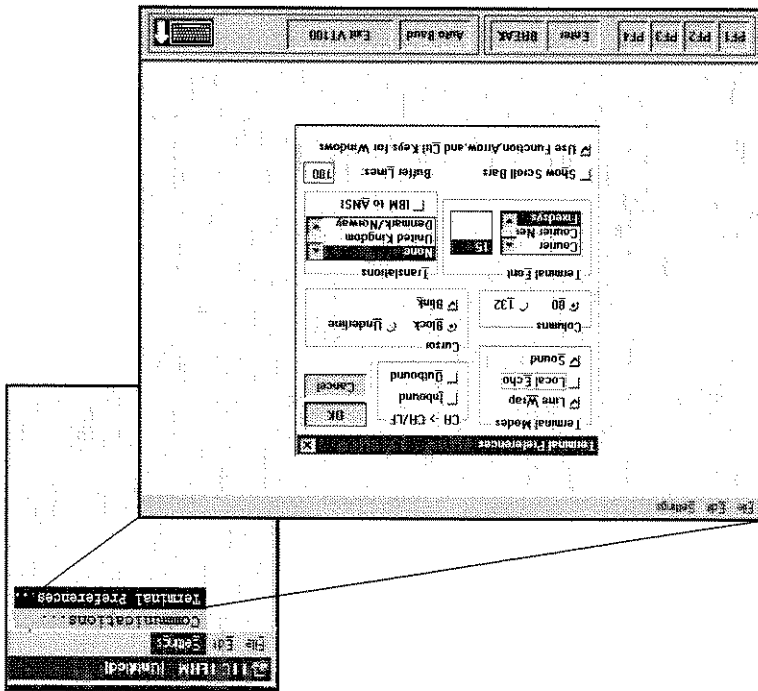 [Untitled]
File Edit Settings
Communications...
Terminal Preferences...
File Edit Settings
Terminal Preferences
Terminal Modes
Line Wrap
Local Echo
Sound
CR -> CR/LF
Inbound
Outbound
OK
Cancel
Columns
80 132
Cursor
Block Underline
Blink
Terminal Font
Courier
Courier New
Fixedsys
15
Translations
None
United Kingdom
Denmark/Norway
IBM to ANSI
Show Scroll Bars Buffer Lines: 100
Use Function, Arrow, and Ctl Keys for Windows
PF1 PF2 PF3 PF4 Enter BREAK Auto Baud Exit VT100